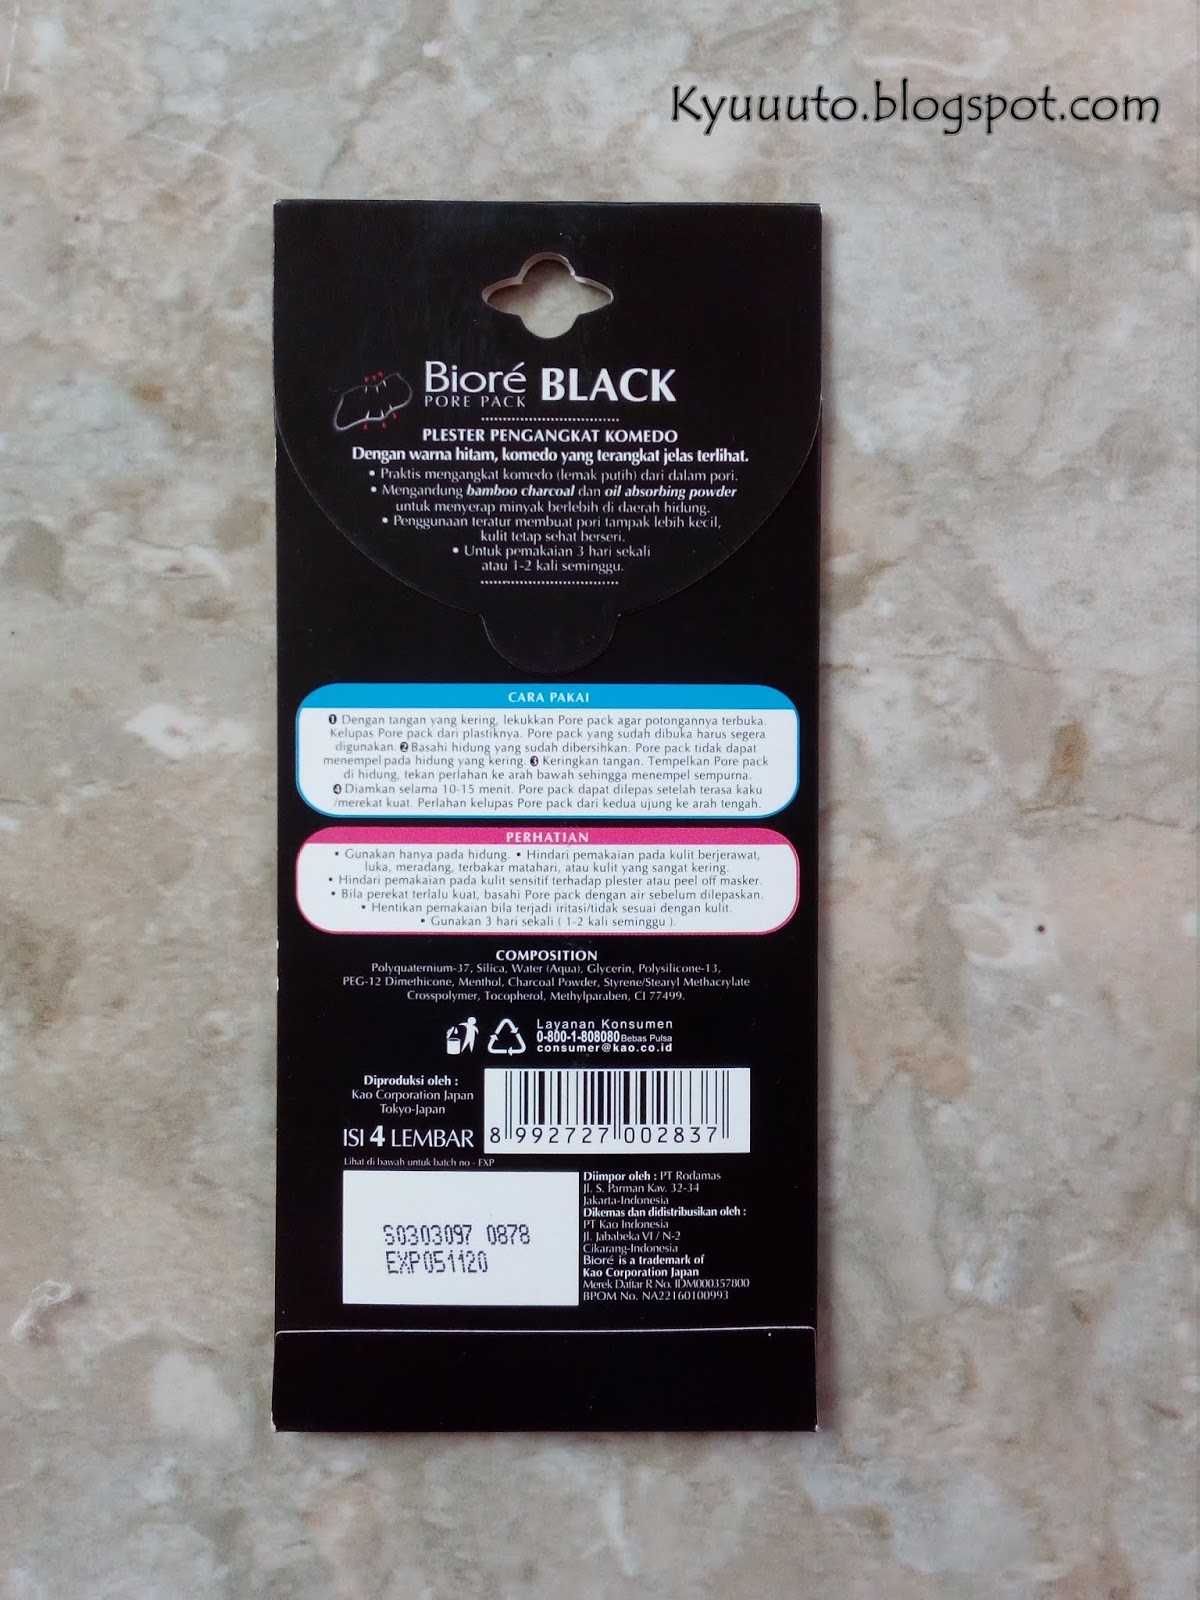 Kyuuuto.blogspot.com
Bioré BLACK
PORE PACK
PLESTER PENGANGKAT KOMEDO
Dengan warna hitam, komedo yang terangkat jelas terlihat.
• Praktis mengangkat komedo (lemak putih) dari dalam pori.
• Mengandung bamboo charcoal dan oil absorbing powder
untuk menyerap minyak berlebih di daerah hidung.
• Penggunaan teratur membuat pori tampak lebih kecil,
kulit tetap sehat berseri.
• Untuk pemakaian 3 hari sekali
atau 1-2 kali seminggu.
CARA PAKAI
❶ Dengan tangan yang kering, lekukkan Pore pack agar potongannya terbuka.
Kelupas Pore pack dari plastiknya. Pore pack yang sudah dibuka harus segera
digunakan. ❷ Basahi hidung yang sudah dibersihkan. Pore pack tidak dapat
menempel pada hidung yang kering. ❸ Keringkan tangan. Tempelkan Pore pack
di hidung, tekan perlahan ke arah bawah sehingga menempel sempurna.
❹ Diamkan selama 10-15 menit. Pore pack dapat dilepas setelah terasa kaku
/merekat kuat. Perlahan kelupas Pore pack dari kedua ujung ke arah tengah.
PERHATIAN
• Gunakan hanya pada hidung. • Hindari pemakaian pada kulit berjerawat,
luka, meradang, terbakar matahari, atau kulit yang sangat kering.
• Hindari pemakaian pada kulit sensitif terhadap plester atau peel off masker.
• Bila perekat terlalu kuat, basahi Pore pack dengan air sebelum dilepaskan.
• Hentikan pemakaian bila terjadi iritasi/tidak sesuai dengan kulit.
• Gunakan 3 hari sekali ( 1-2 kali seminggu ).
COMPOSITION
Polyquaternium-37, Silica, Water (Aqua), Glycerin, Polysilicone-13,
PEG-12 Dimethicone, Menthol, Charcoal Powder, Styrene/Stearyl Methacrylate
Crosspolymer, Tocopherol, Methylparaben, CI 77499.
Layanan Konsumen
0-800-1-808080 Bebas Pulsa
consumer@kao.co.id
Diproduksi oleh :
Kao Corporation Japan
Tokyo-Japan
ISI 4 LEMBAR
8 992727 002837
Lihat di bawah untuk batch no - EXP
S0303097 0878
EXP051120
Diimpor oleh : PT Rodamas
Jl. S. Parman Kav. 32-34
Jakarta-Indonesia
Dikemas dan didistribusikan oleh :
PT Kao Indonesia
Jl. Jababeka VI / N-2
Cikarang-Indonesia
Bioré is a trademark of
Kao Corporation Japan
Merek Daftar R No. IDM000357800
BPOM No. NA22160100993